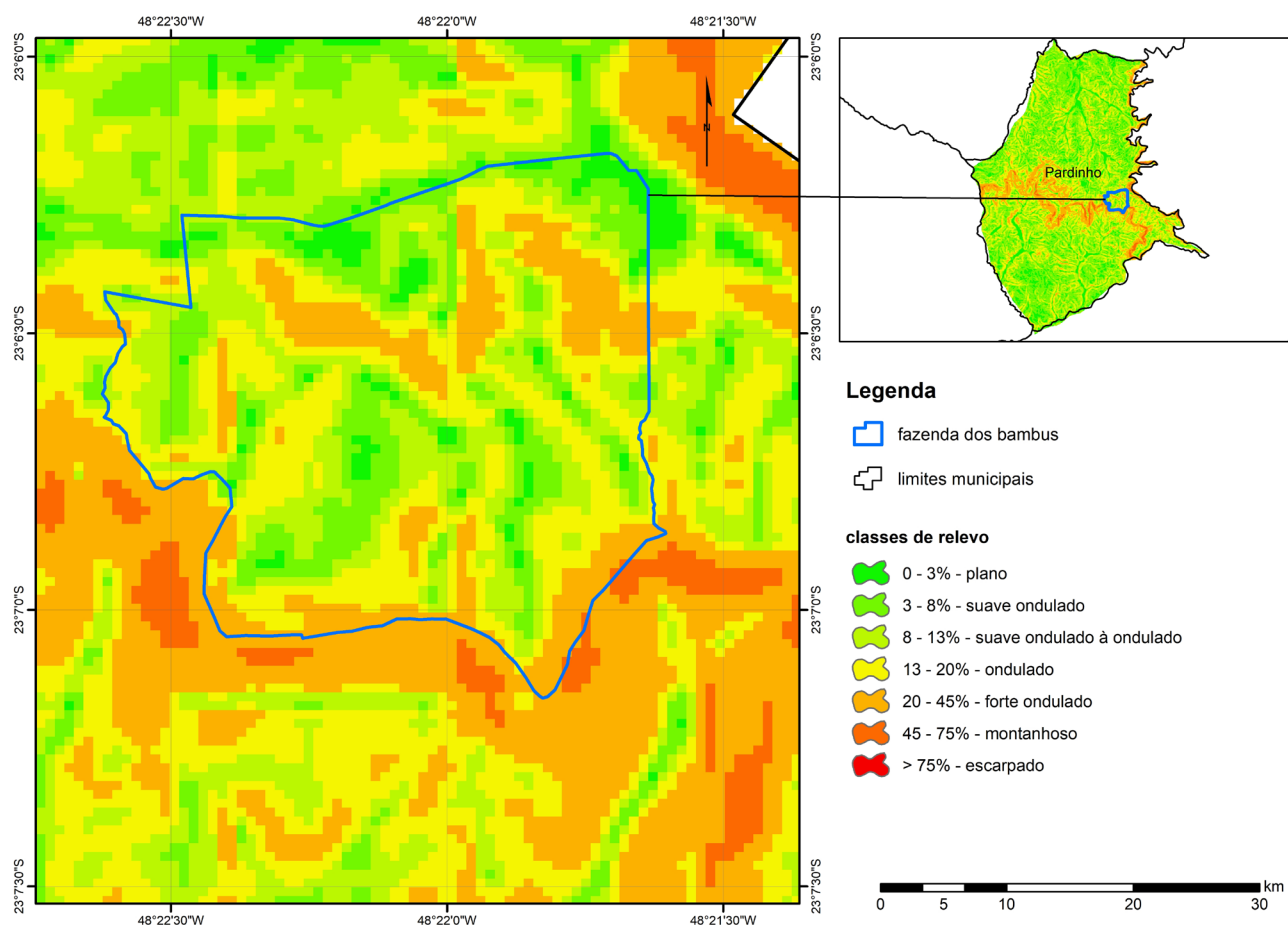 48°22'30"W
48°22'0"W
48°21'30"W
23°6'0"S
23°6'0"S
N
Pardinho
23°6'30"S
23°6'30"S
Legenda
fazenda dos bambus
limites municipais
classes de relevo
0 - 3% - plano
3 - 8% - suave ondulado
8 - 13% - suave ondulado à ondulado
13 - 20% - ondulado
20 - 45% - forte ondulado
45 - 75% - montanhoso
> 75% - escarpado
23°7'0"S
23°7'0"S
23°7'30"S
23°7'30"S
km
0 5 10 20 30
48°22'30"W
48°22'0"W
48°21'30"W